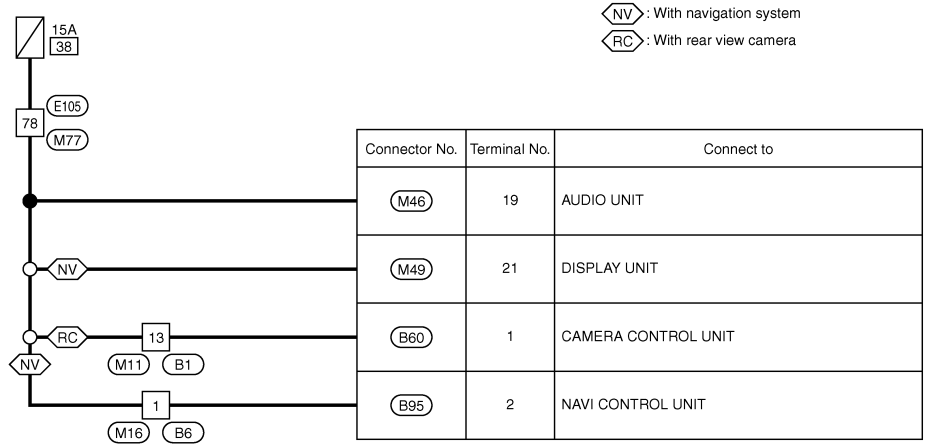 NV : With navigation system
15A
38
RC : With rear view camera
E105
78
M77
Connector No. Terminal No. Connect to
M46 19 AUDIO UNIT
NV M49 21 DISPLAY UNIT
RC 13 B60 1 CAMERA CONTROL UNIT
NV M11 B1
1 B95 2 NAVI CONTROL UNIT
M16 B6